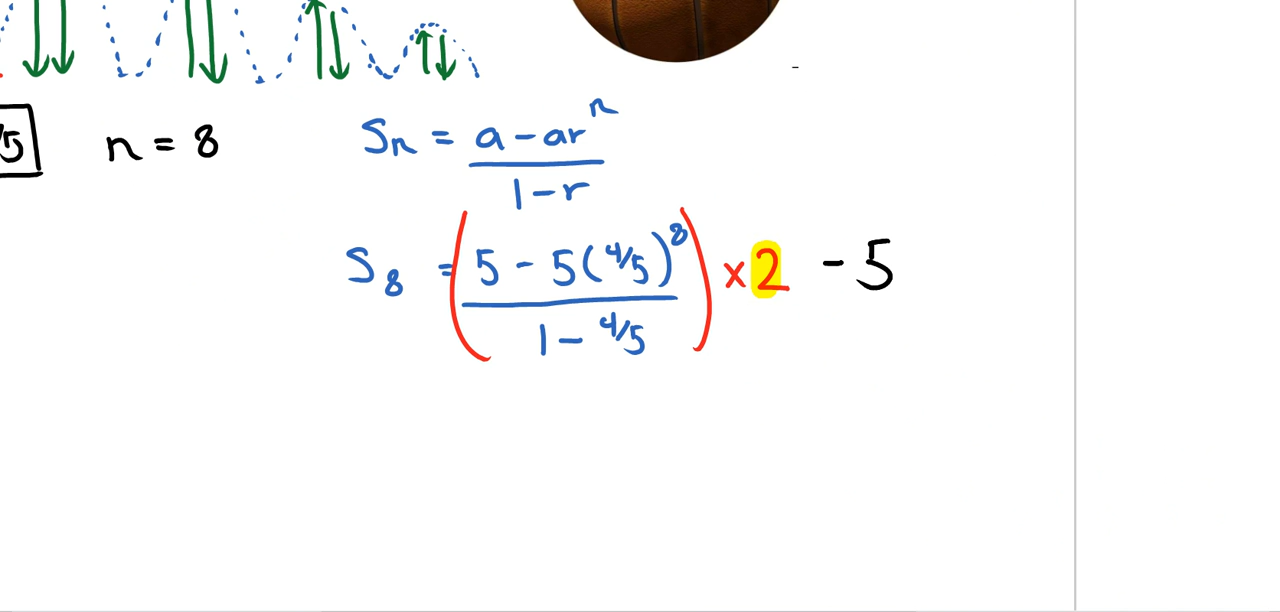 5 n = 8 Sn = a - ar^n / 1 - r
S8 = ( 5 - 5(4/5)^8 / 1 - 4/5 ) × 2 - 5